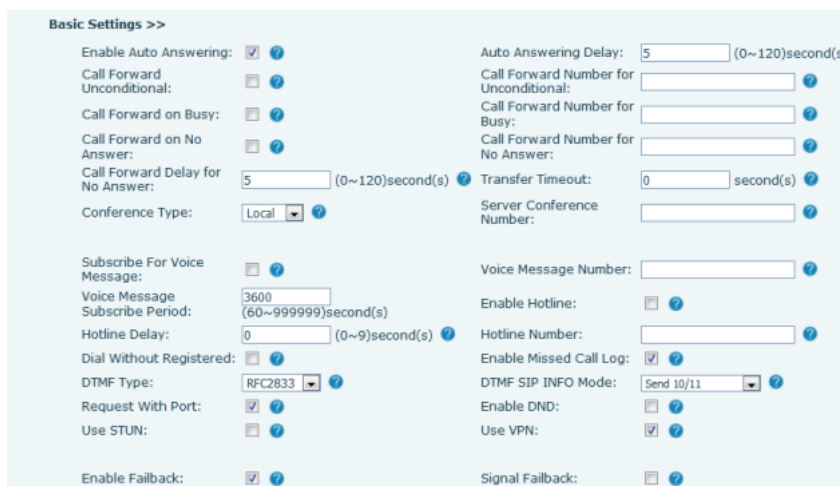 Basic Settings >>
Enable Auto Answering:
Auto Answering Delay: 5 (0~120)second(s
Call Forward
Unconditional:
Call Forward Number for
Unconditional:
Call Forward on Busy:
Call Forward Number for
Busy:
Call Forward on No
Answer:
Call Forward Number for
No Answer:
Call Forward Delay for
No Answer:
5 (0~120)second(s)
Transfer Timeout: 0 second(s)
Conference Type: Local
Server Conference
Number:
Subscribe For Voice
Message:
Voice Message Number:
Voice Message
Subscribe Period:
3600
(60~999999)second(s)
Enable Hotline:
Hotline Delay: 0 (0~9)second(s)
Hotline Number:
Dial Without Registered:
Enable Missed Call Log:
DTMF Type: RFC2833
DTMF SIP INFO Mode: Send 10/11
Request With Port:
Enable DND:
Use STUN:
Use VPN:
Enable Failback:
Signal Failback: